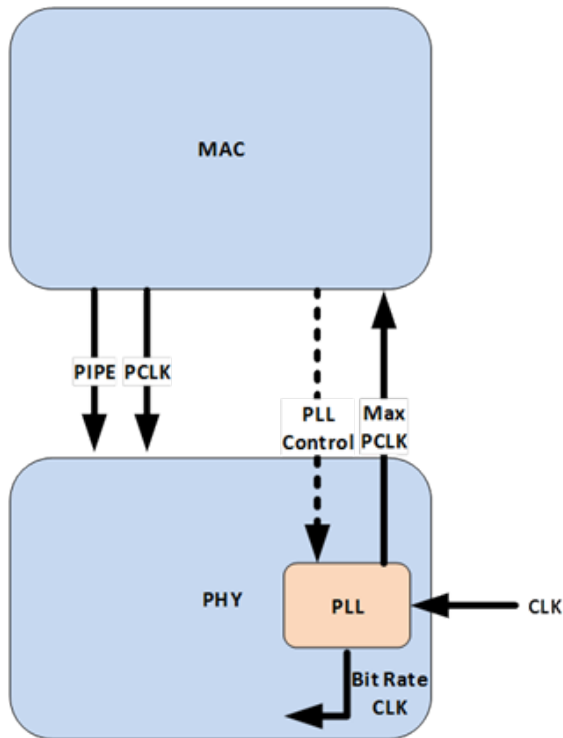 MAC
PIPE
PCLK
PLL
Control
Max
PCLK
PHY
PLL
CLK
Bit Rate
CLK